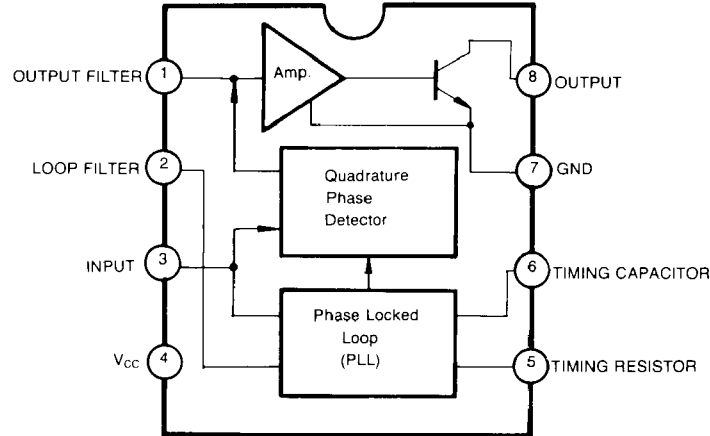 OUTPUT FILTER
1
Amp.
8
OUTPUT
LOOP FILTER
2
Quadrature
Phase
Detector
7
GND
INPUT
3
6
TIMING CAPACITOR
Phase Locked
Loop
(PLL)
VCC
4
5
TIMING RESISTOR